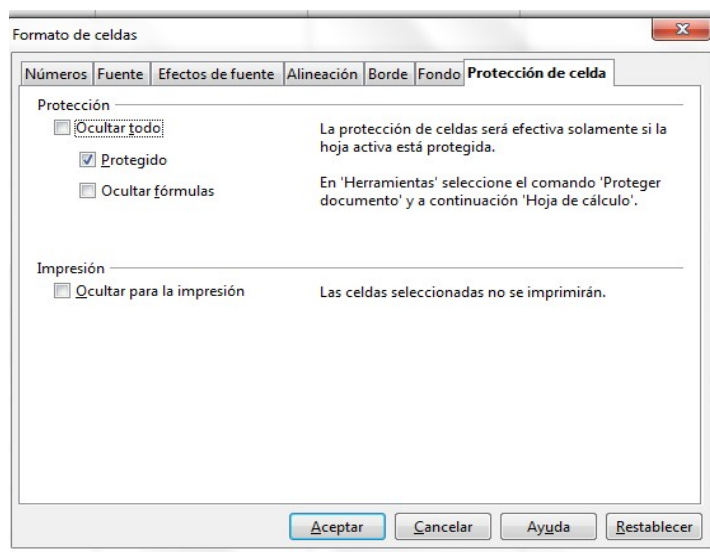 Formato de celdas
Números Fuente Efectos de fuente Alineación Borde Fondo Protección de celda
Protección
Ocultar todo
La protección de celdas será efectiva solamente si la
hoja activa está protegida.
Protegido
En 'Herramientas' seleccione el comando 'Proteger
documento' y a continuación 'Hoja de cálculo'.
Ocultar fórmulas
Impresión
Ocultar para la impresión
Las celdas seleccionadas no se imprimirán.
Aceptar Cancelar Ayuda Restablecer